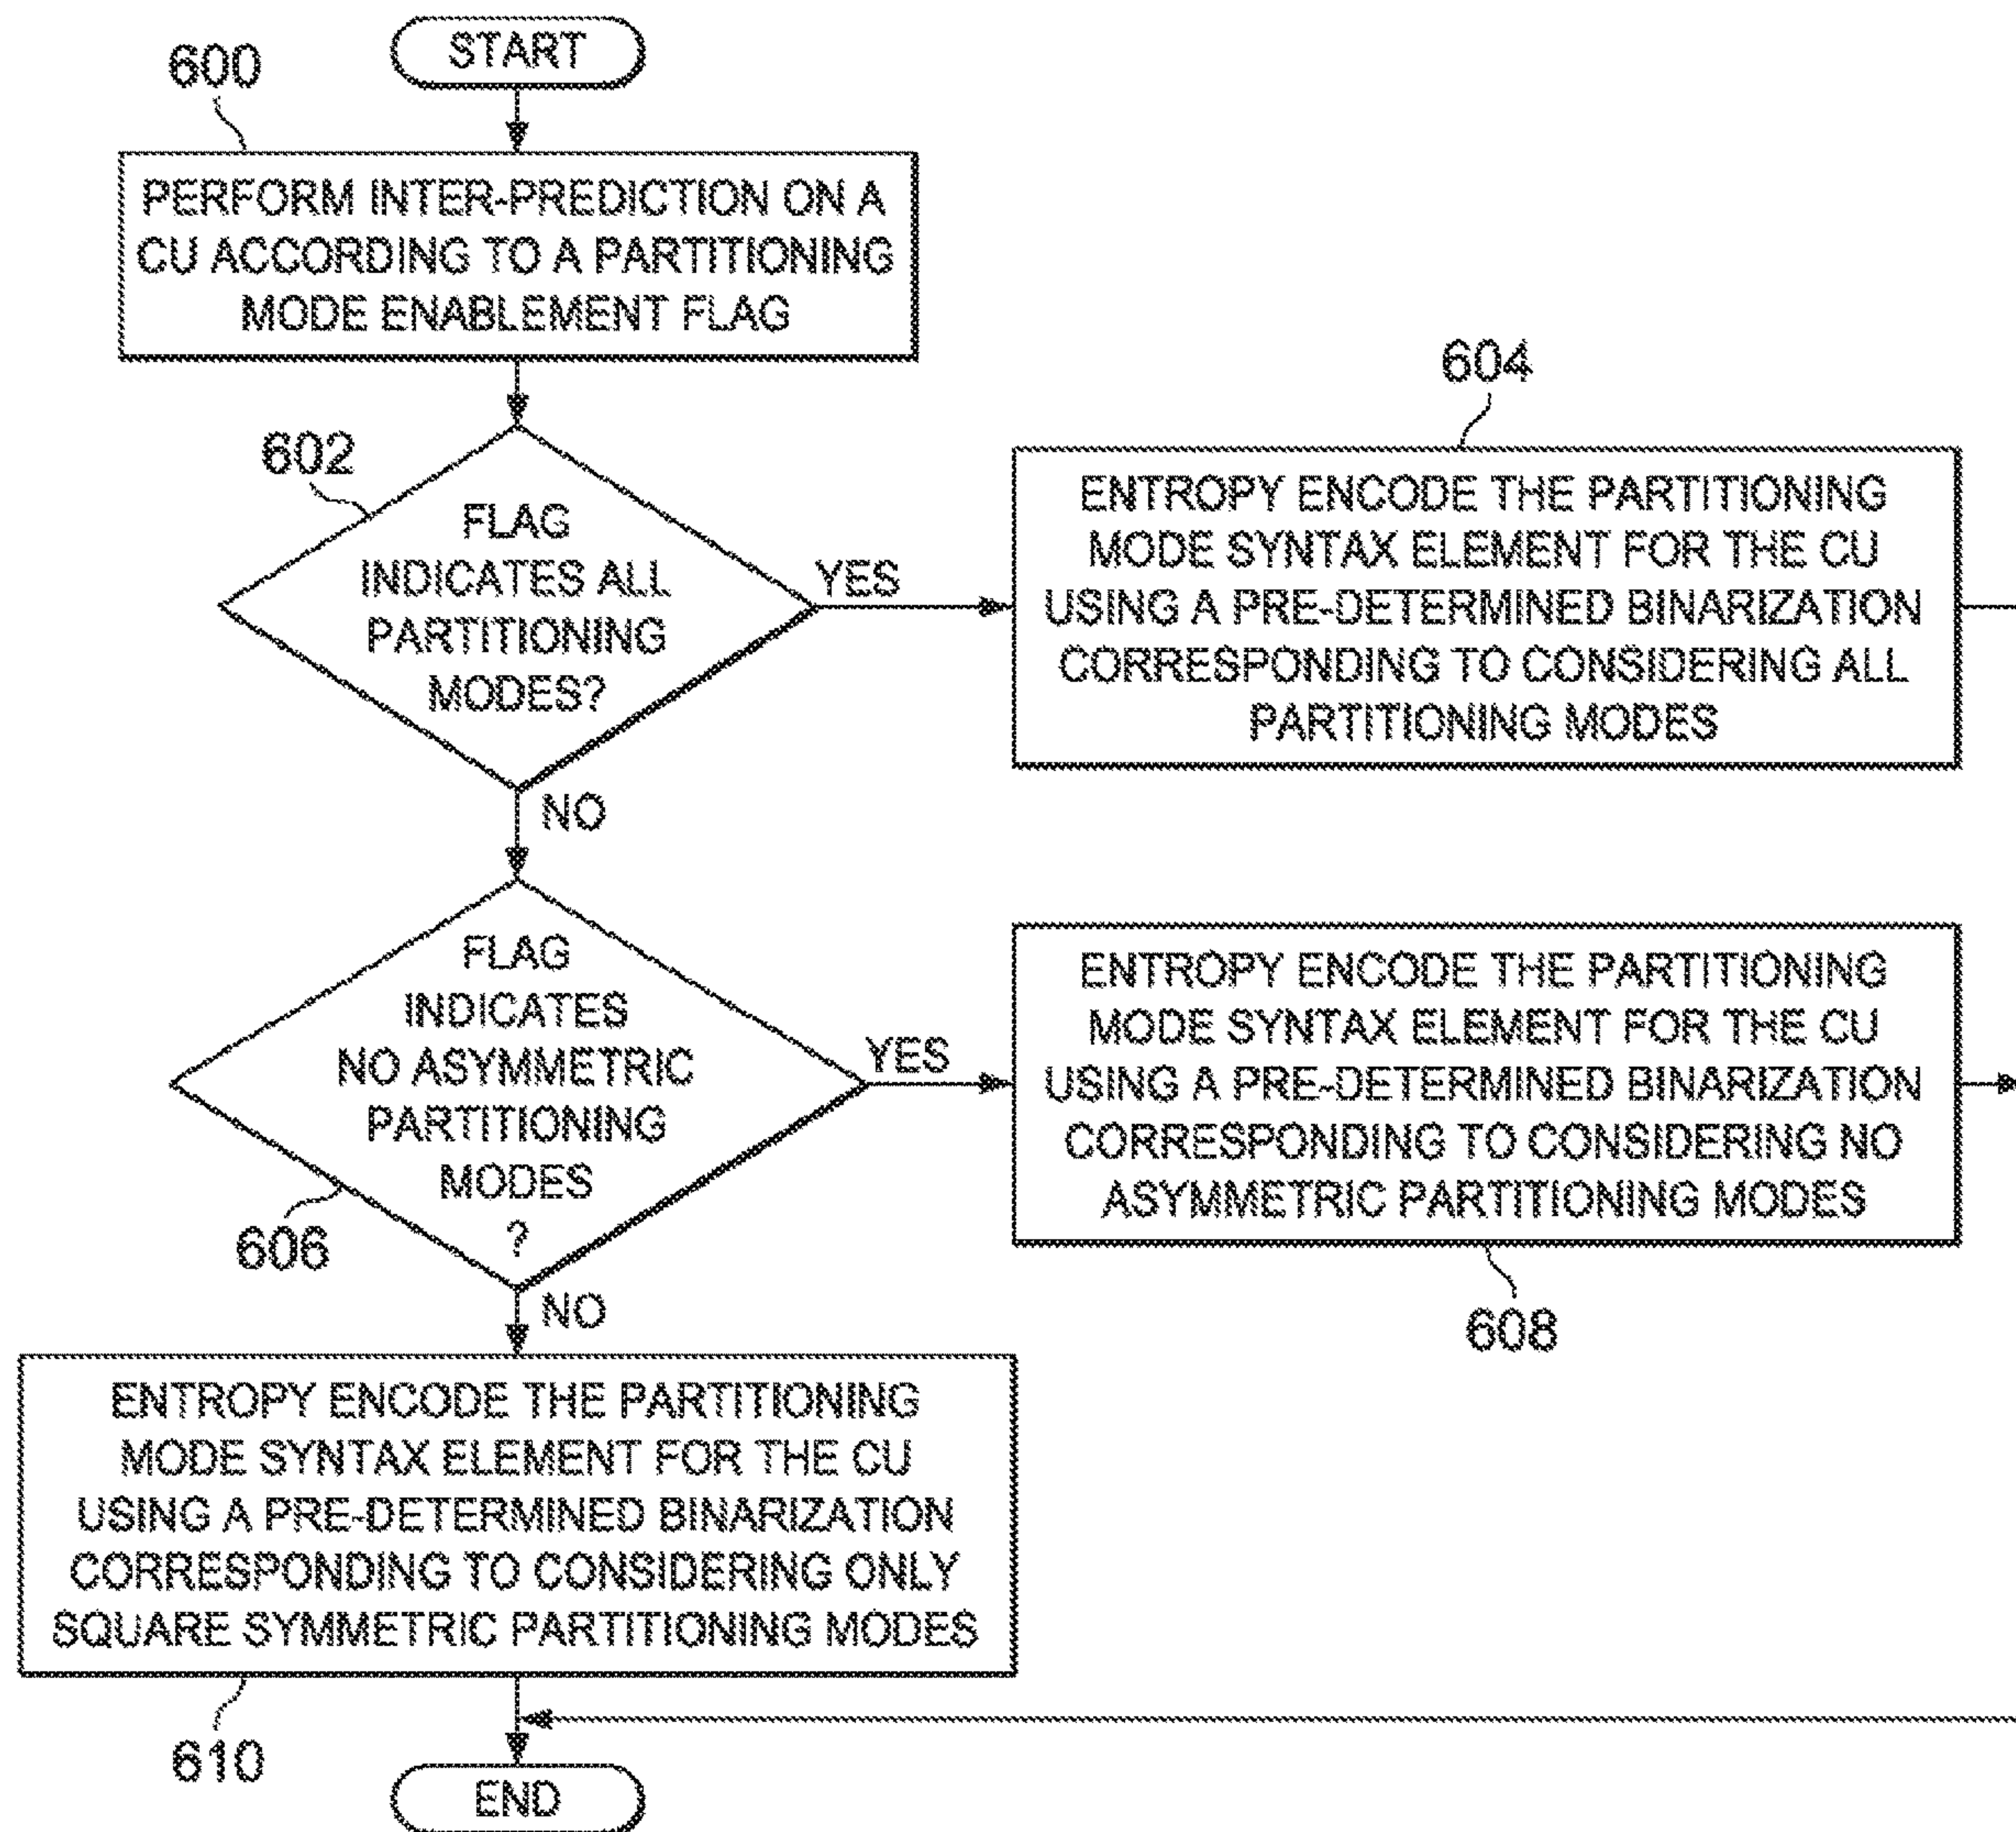 START
600
PERFORM INTER-PREDICTION ON A
CU ACCORDING TO A PARTITIONING
MODE ENABLEMENT FLAG
602
FLAG
INDICATES ALL
PARTITIONING
MODES?
YES
604
ENTROPY ENCODE THE PARTITIONING
MODE SYNTAX ELEMENT FOR THE CU
USING A PRE-DETERMINED BINARIZATION
CORRESPONDING TO CONSIDERING ALL
PARTITIONING MODES
NO
FLAG
INDICATES
NO ASYMMETRIC
PARTITIONING
MODES
?
606
YES
ENTROPY ENCODE THE PARTITIONING
MODE SYNTAX ELEMENT FOR THE CU
USING A PRE-DETERMINED BINARIZATION
CORRESPONDING TO CONSIDERING NO
ASYMMETRIC PARTITIONING MODES
608
NO
ENTROPY ENCODE THE PARTITIONING
MODE SYNTAX ELEMENT FOR THE CU
USING A PRE-DETERMINED BINARIZATION
CORRESPONDING TO CONSIDERING ONLY
SQUARE SYMMETRIC PARTITIONING MODES
610
END